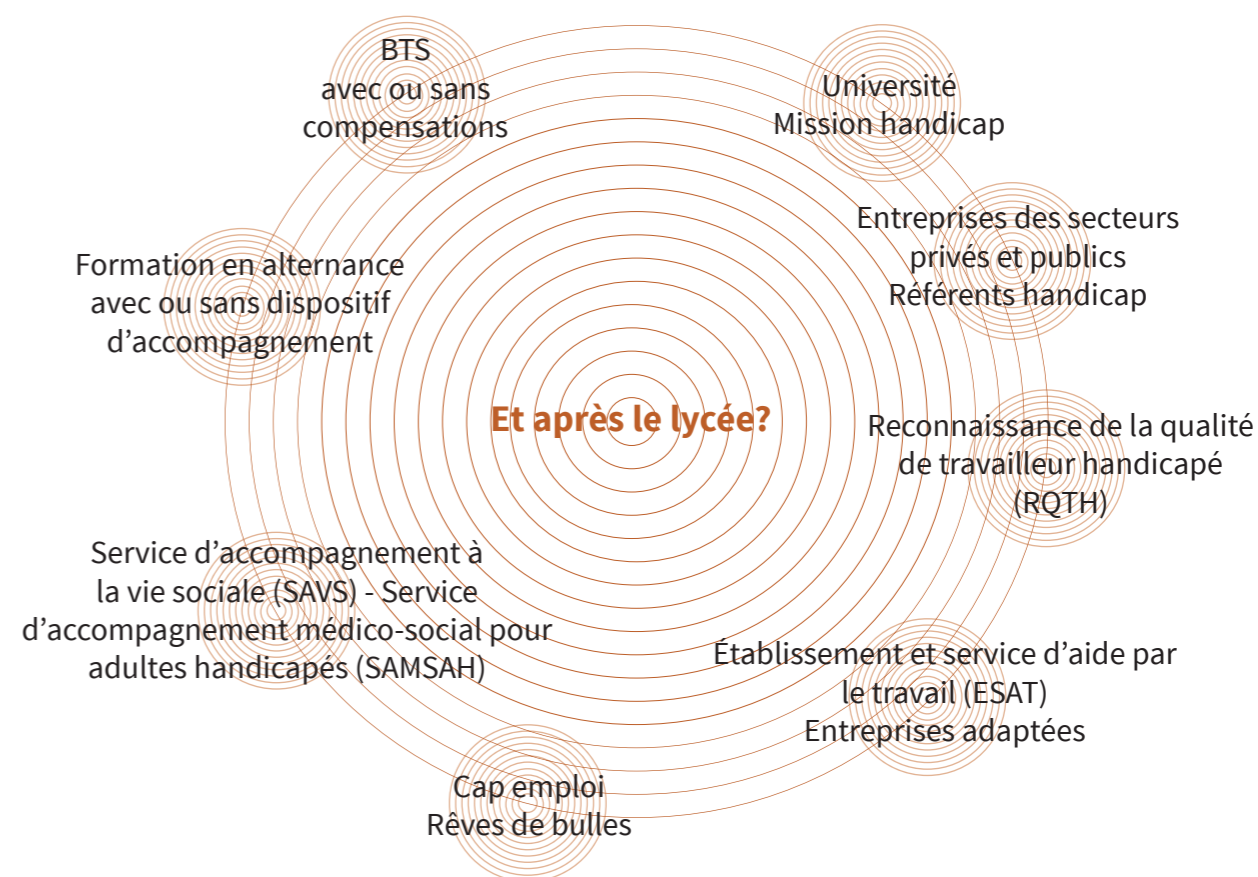 BTS
avec ou sans
compensations
Université
Mission handicap
Entreprises des secteurs
privés et publics
Référents handicap
Formation en alternance
avec ou sans dispositif
d’accompagnement
Et après le lycée?
Reconnaissance de la qualité
de travailleur handicapé
(RQTH)
Service d’accompagnement à
la vie sociale (SAVS) - Service
d’accompagnement médico-social pour
adultes handicapés (SAMSAH)
Établissement et service d’aide par
le travail (ESAT)
Entreprises adaptées
Cap emploi
Rêves de bulles